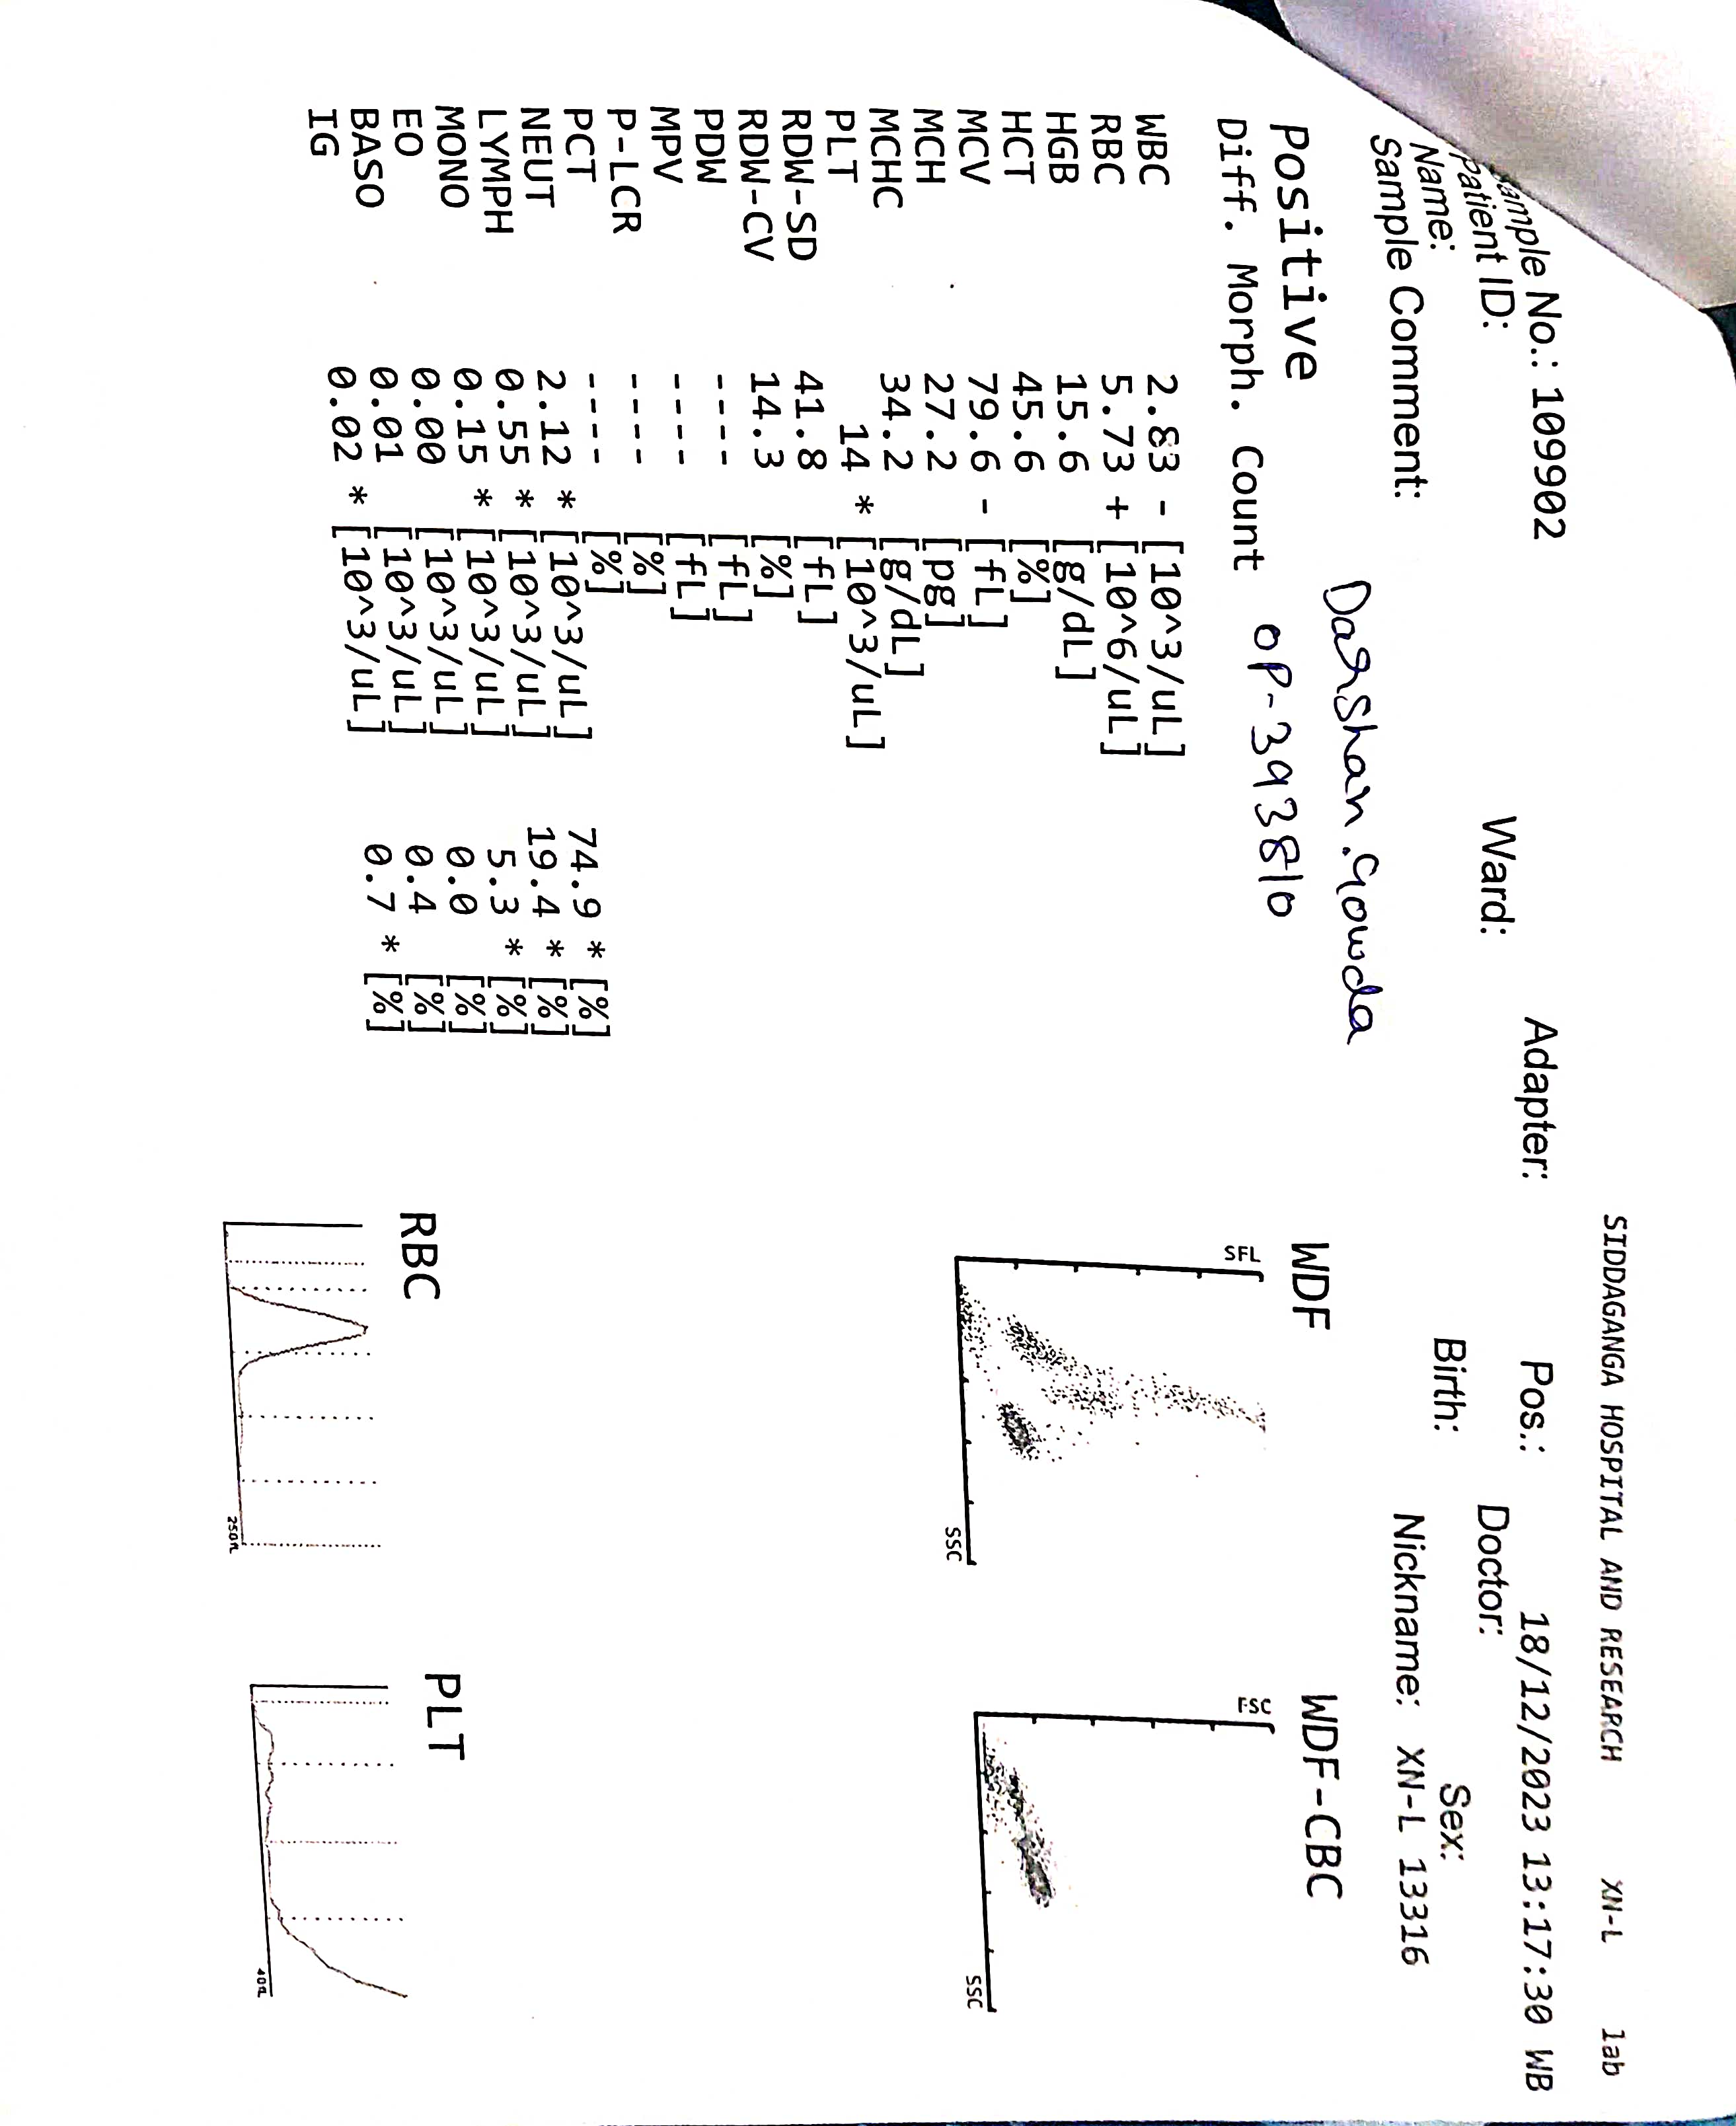 SIDDAGANGA HOSPITAL AND RESEARCH XN-L lab
ample No.: 109902 Adapter: Pos.: 18/12/2023 13:17:30 WB
Patient ID: Ward: Doctor:
Name: Birth: Sex:
Sample Comment: Nickname: XN-L 13316
Darshan.Gowda
Positive
Diff. Morph. Count OP-393810
WDF WDF-CBC
WBC 2.83 - [10^3/uL]
RBC 5.73 + [10^6/uL]
HGB 15.6 [g/dL]
HCT 45.6 [%]
MCV 79.6 - [fL]
MCH 27.2 [pg]
MCHC 34.2 [g/dL]
PLT 14 * [10^3/uL]
RDW-SD 41.8 [fL]
RDW-CV 14.3 [%]
PDW ---- [fL]
MPV ---- [fL]
P-LCR ---- [%]
PCT ---- [%]
NEUT 2.12 * [10^3/uL] 74.9 * [%]
LYMPH 0.55 * [10^3/uL] 19.4 * [%]
MONO 0.15 * [10^3/uL] 5.3 * [%]
EO 0.00 [10^3/uL] 0.0 [%]
BASO 0.01 [10^3/uL] 0.4 [%]
IG 0.02 * [10^3/uL] 0.7 * [%]
SFL FSC
SSC SSC
RBC PLT
250fL 40fL